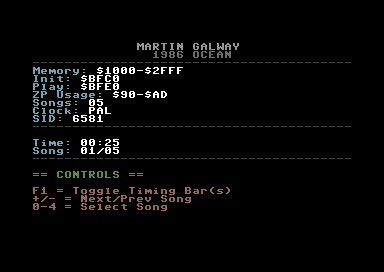 MARTIN GALWAY
1986 OCEAN
Memory: $1000-$2FFF
Init: $BFC0
Play: $BFE0
ZP Usage: $90-$AD
Songs: 05
Clock: PAL
SID: 6581
Time: 00:25
Song: 01/05
== CONTROLS ==
F1 = Toggle Timing Bar(s)
+/- = Next/Prev Song
0-4 = Select Song